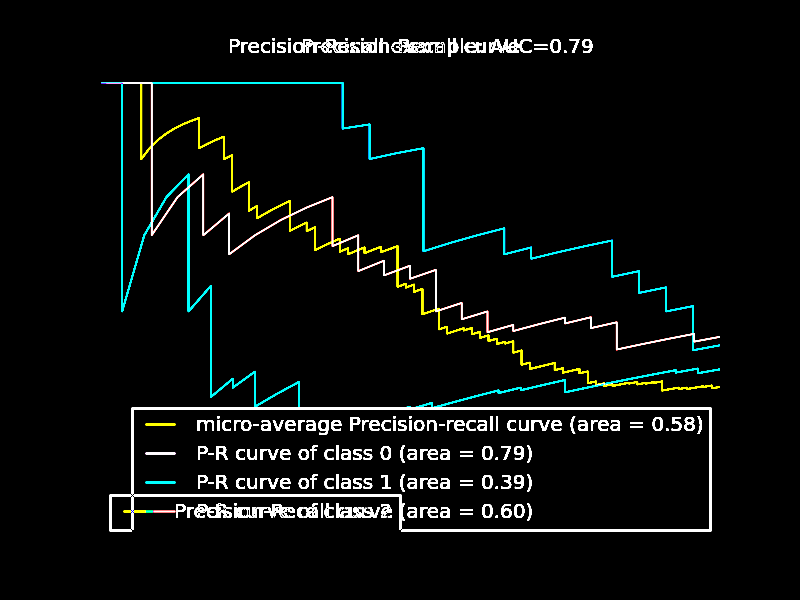 Precision-Recall AUC=0.79
micro-average Precision-recall curve (area = 0.58)
P-R curve of class 0 (area = 0.79)
P-R curve of class 1 (area = 0.39)
Precision-Recall curve
P-R curve of class 2 (area = 0.60)